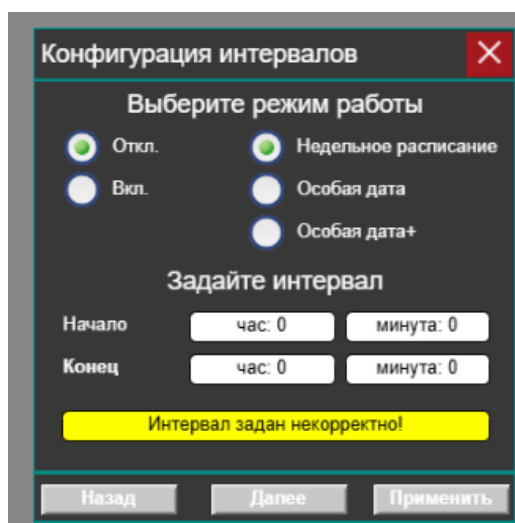 Конфигурация интервалов
Выберите режим работы
Откл. Недельное расписание
Вкл. Особая дата
Особая дата+
Задайте интервал
Начало час: 0 минута: 0
Конец час: 0 минута: 0
Интервал задан некорректно!
Назад Далее Применить